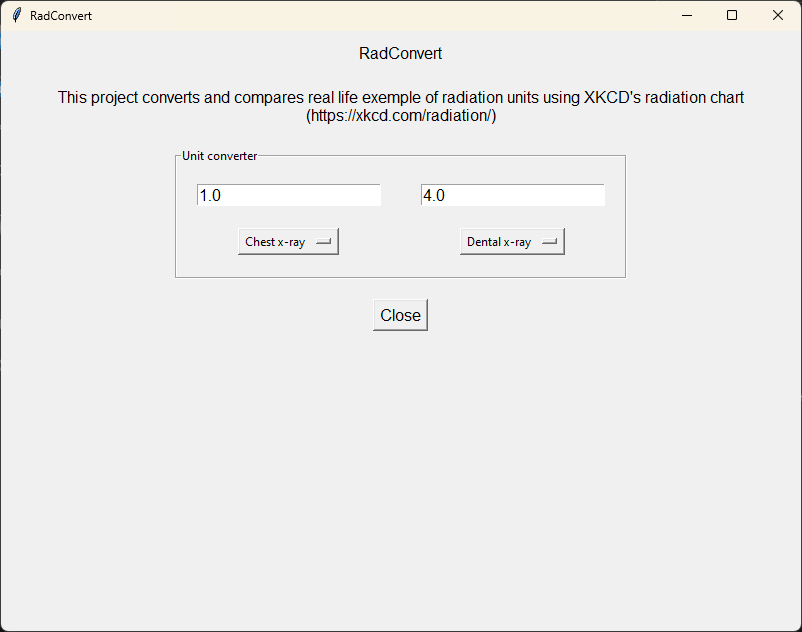 RadConvert
RadConvert
This project converts and compares real life exemple of radiation units using XKCD's radiation chart
(https://xkcd.com/radiation/)
Unit converter
1.0 4.0
Chest x-ray Dental x-ray
Close